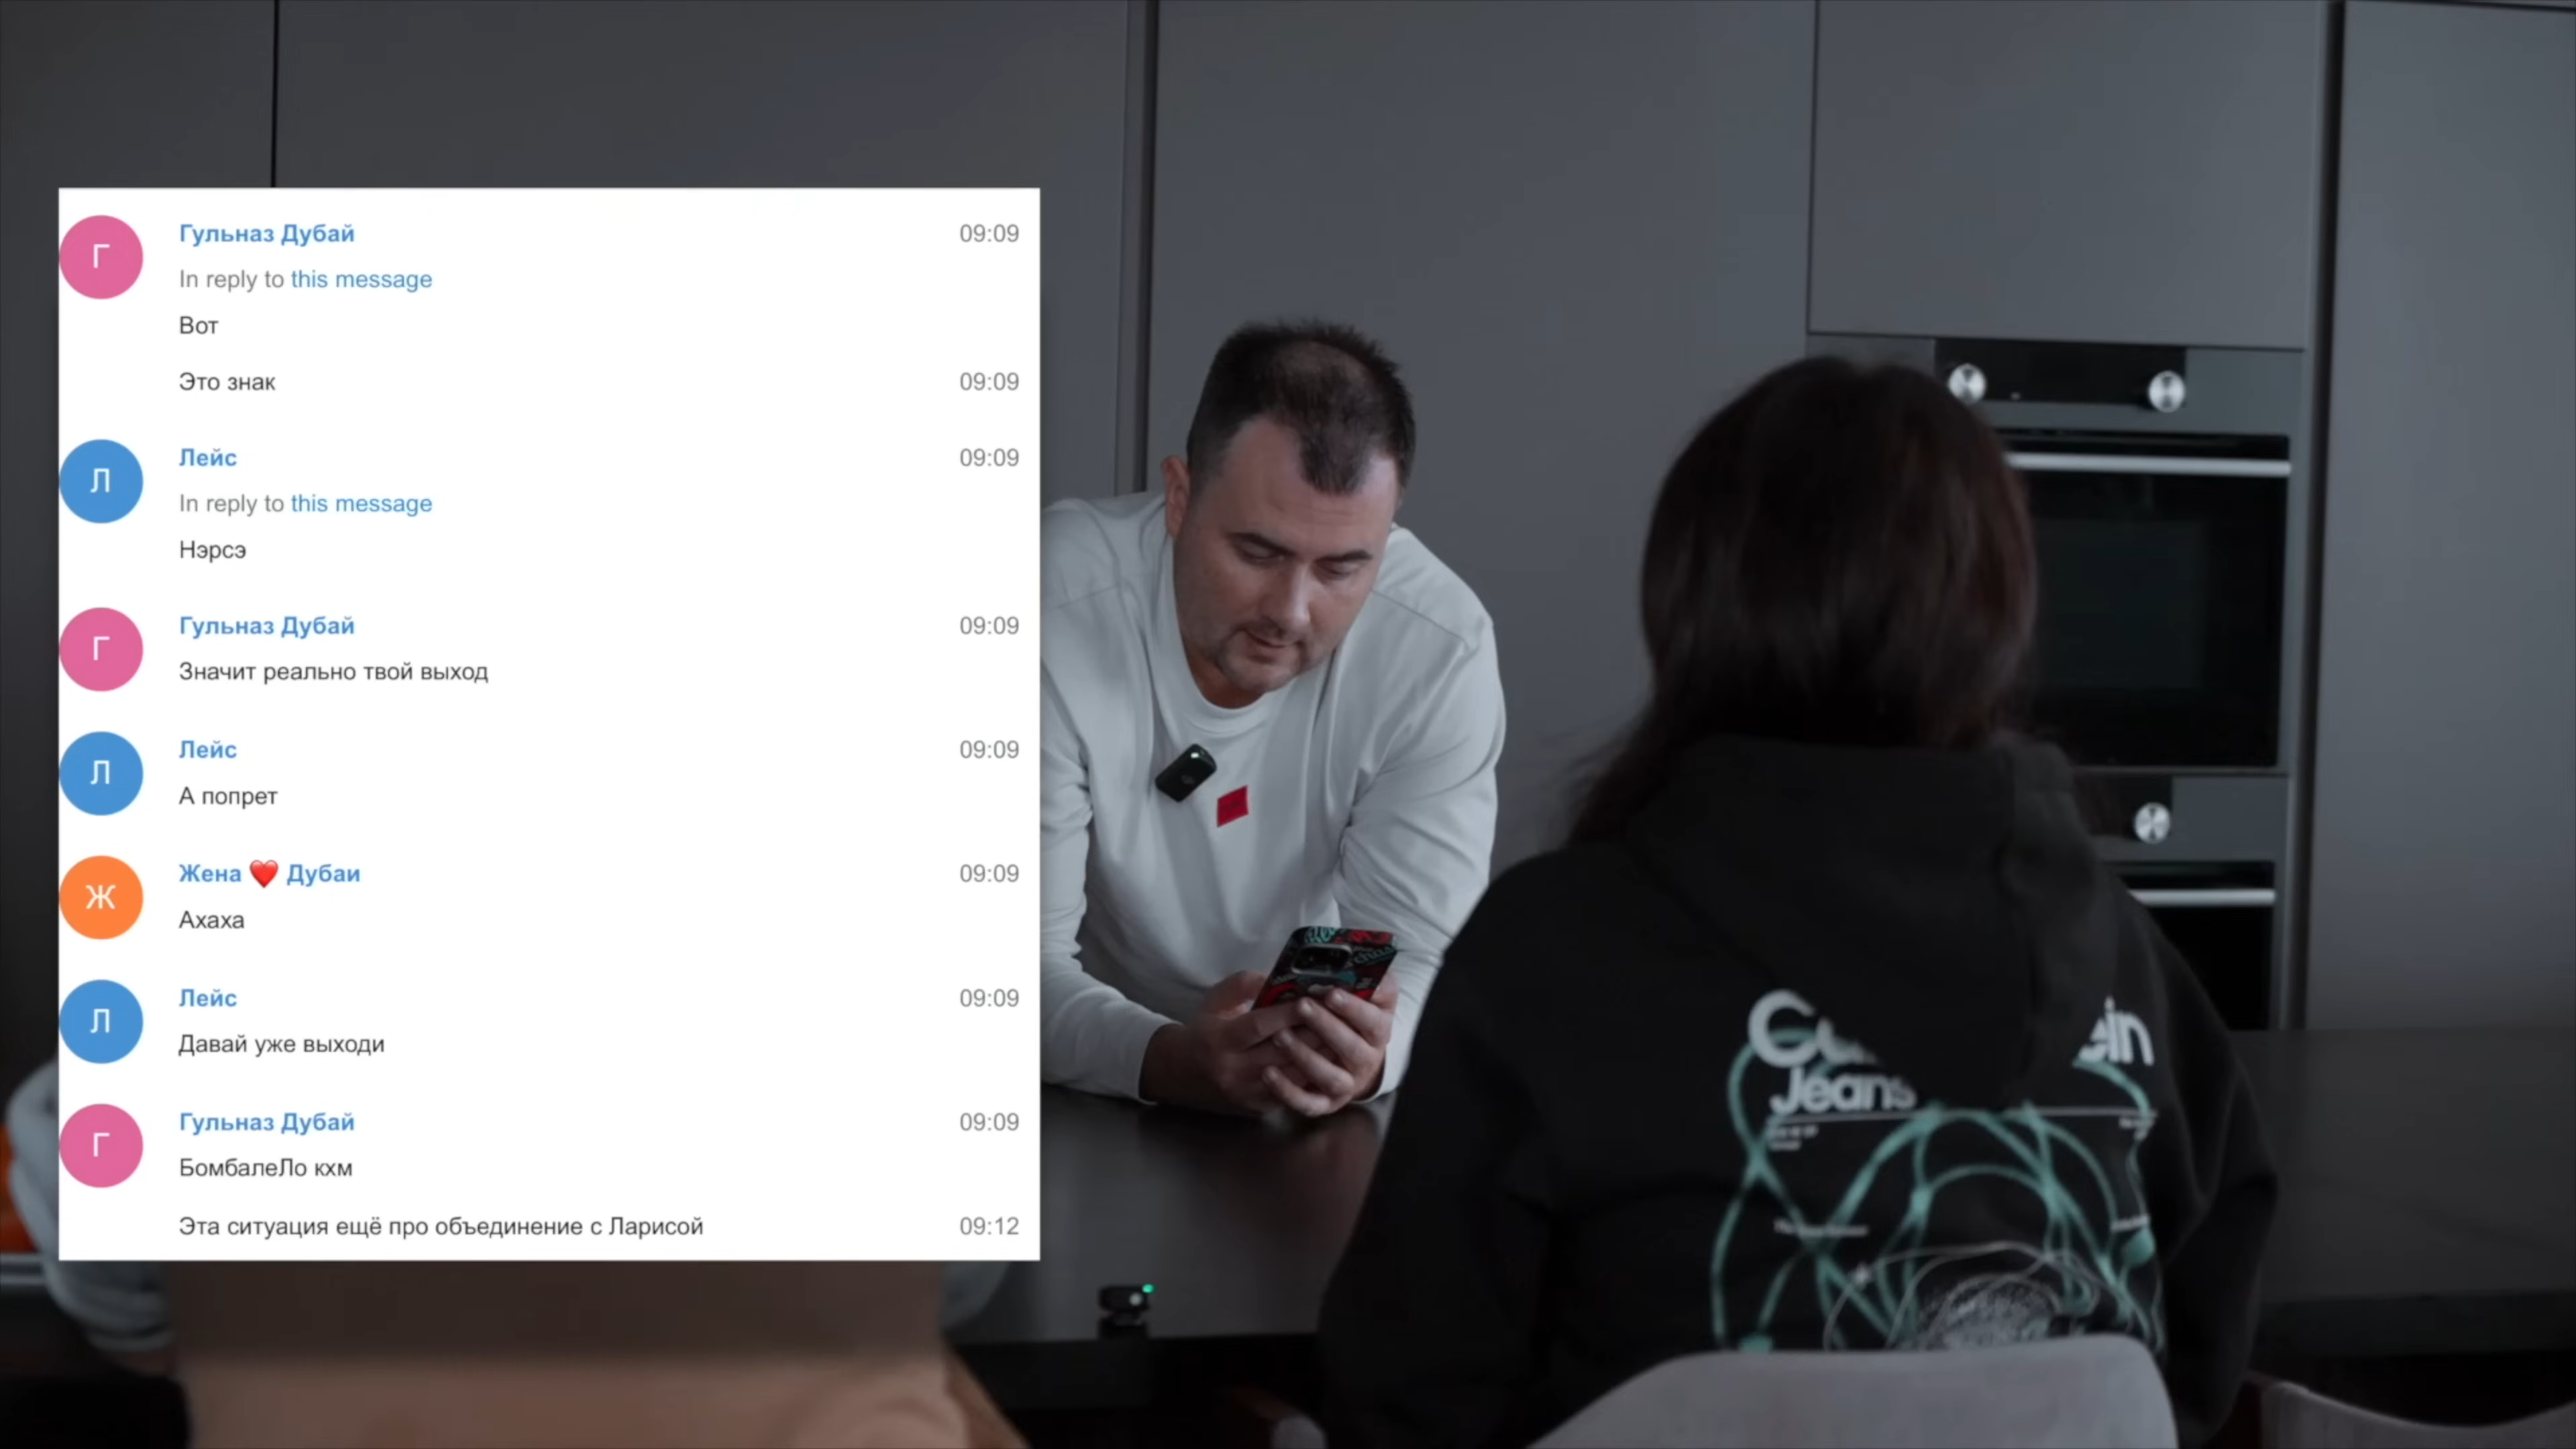 Г
Гульназ Дубай 09:09
In reply to this message
Вот
Это знак 09:09
Л
Лейс 09:09
In reply to this message
Нэрсэ
Г
Гульназ Дубай 09:09
Значит реально твой выход
Л
Лейс 09:09
А попрет
Ж
Жена ❤️ Дубаи 09:09
Ахаха
Л
Лейс 09:09
Давай уже выходи
Г
Гульназ Дубай 09:09
БомбалеЛо кхм
Эта ситуация ещё про объединение с Ларисой 09:12
Jeans